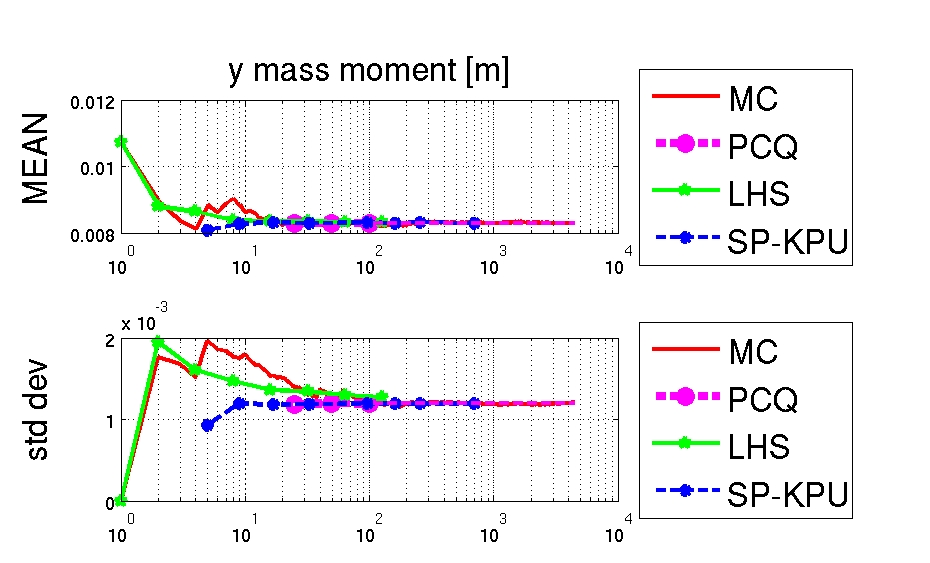 y mass moment [m]
MEAN
0.012
0.01
0.008
10^0 10^1 10^2 10^3 10^4
MC
PCQ
LHS
SP-KPU
x 10^-3
std dev
2
1
0
10^0 10^1 10^2 10^3 10^4
MC
PCQ
LHS
SP-KPU